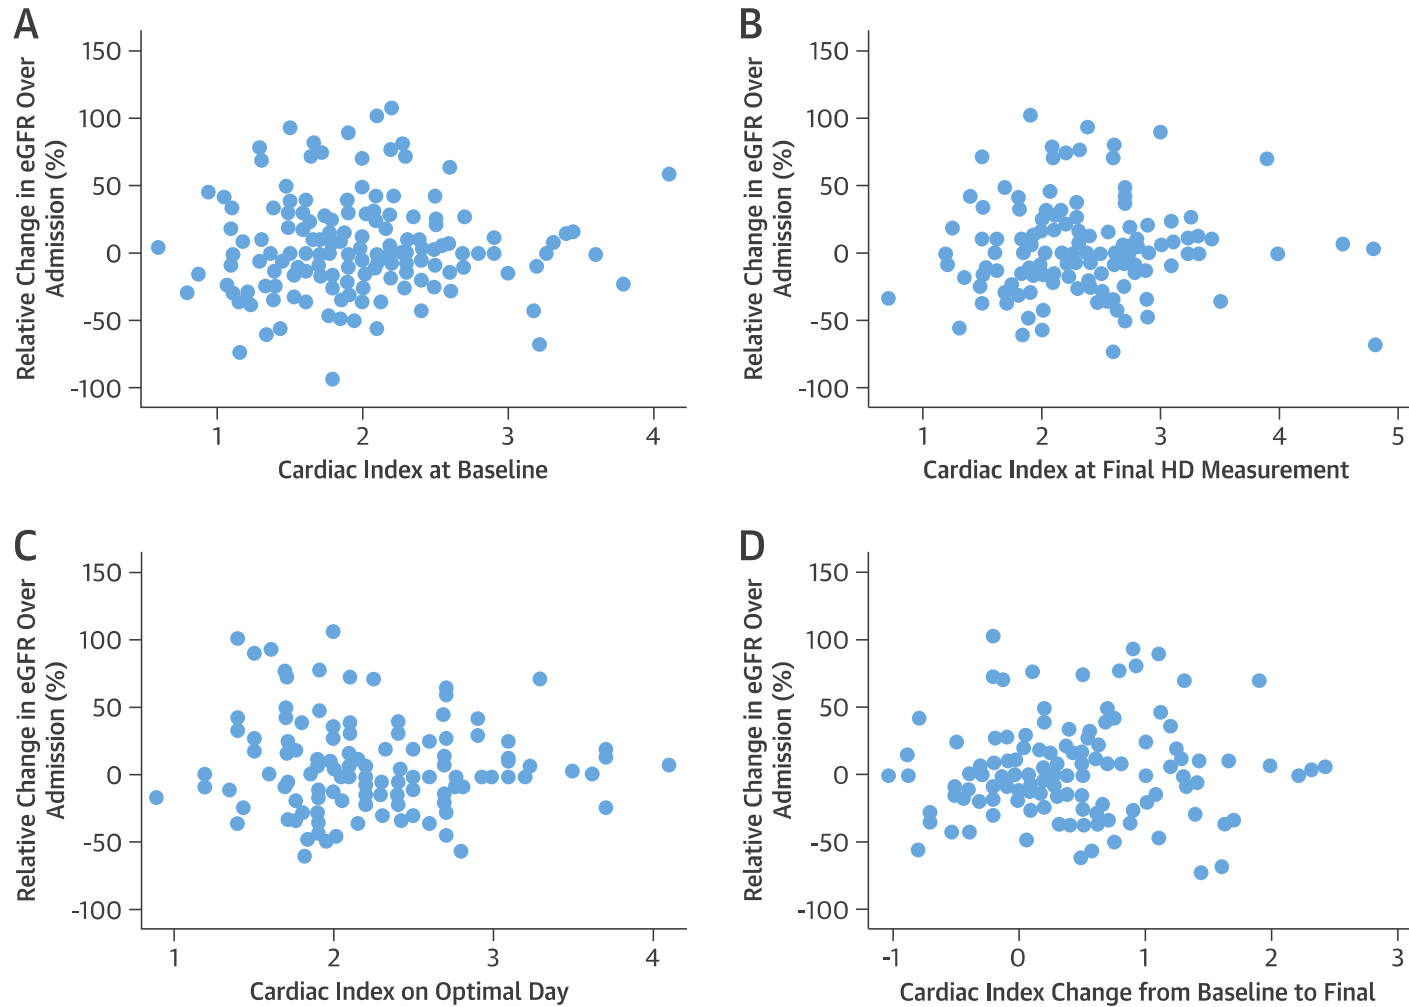 A
Relative Change in eGFR Over
Admission (%)
150
100
50
0
-50
-100
1 2 3 4
Cardiac Index at Baseline
B
Relative Change in eGFR Over
Admission (%)
150
100
50
0
-50
-100
1 2 3 4 5
Cardiac Index at Final HD Measurement
C
Relative Change in eGFR Over
Admission (%)
150
100
50
0
-50
-100
1 2 3 4
Cardiac Index on Optimal Day
D
Relative Change in eGFR Over
Admission (%)
150
100
50
0
-50
-100
-1 0 1 2 3
Cardiac Index Change from Baseline to Final